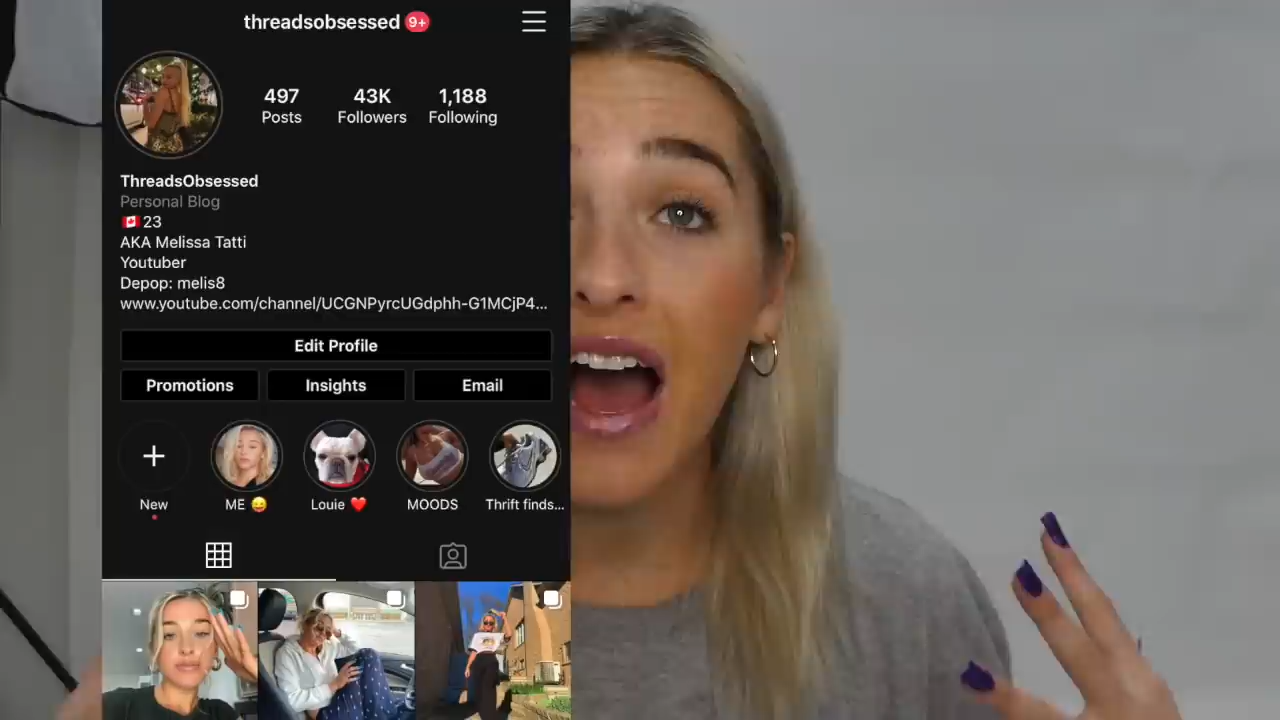 threadsobsessed 9+
497 43K 1,188
Posts Followers Following
ThreadsObsessed
Personal Blog
🇨🇦23
AKA Melissa Tatti
Youtuber
Depop: melis8
www.youtube.com/channel/UCGNPyrcUGdphh-G1MCjP4...
Edit Profile
Promotions Insights Email
New ME 😜 Louie ❤️ MOODS Thrift finds...